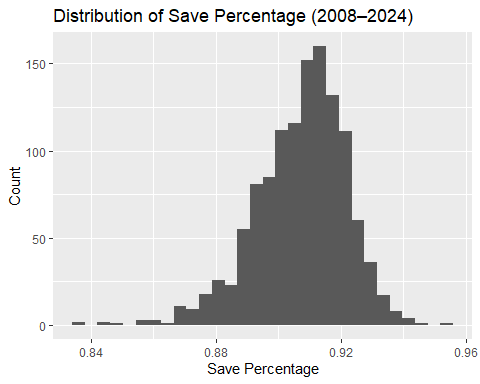 Distribution of Save Percentage (2008–2024)
150
100
50
0
Count
0.84 0.88 0.92 0.96
Save Percentage